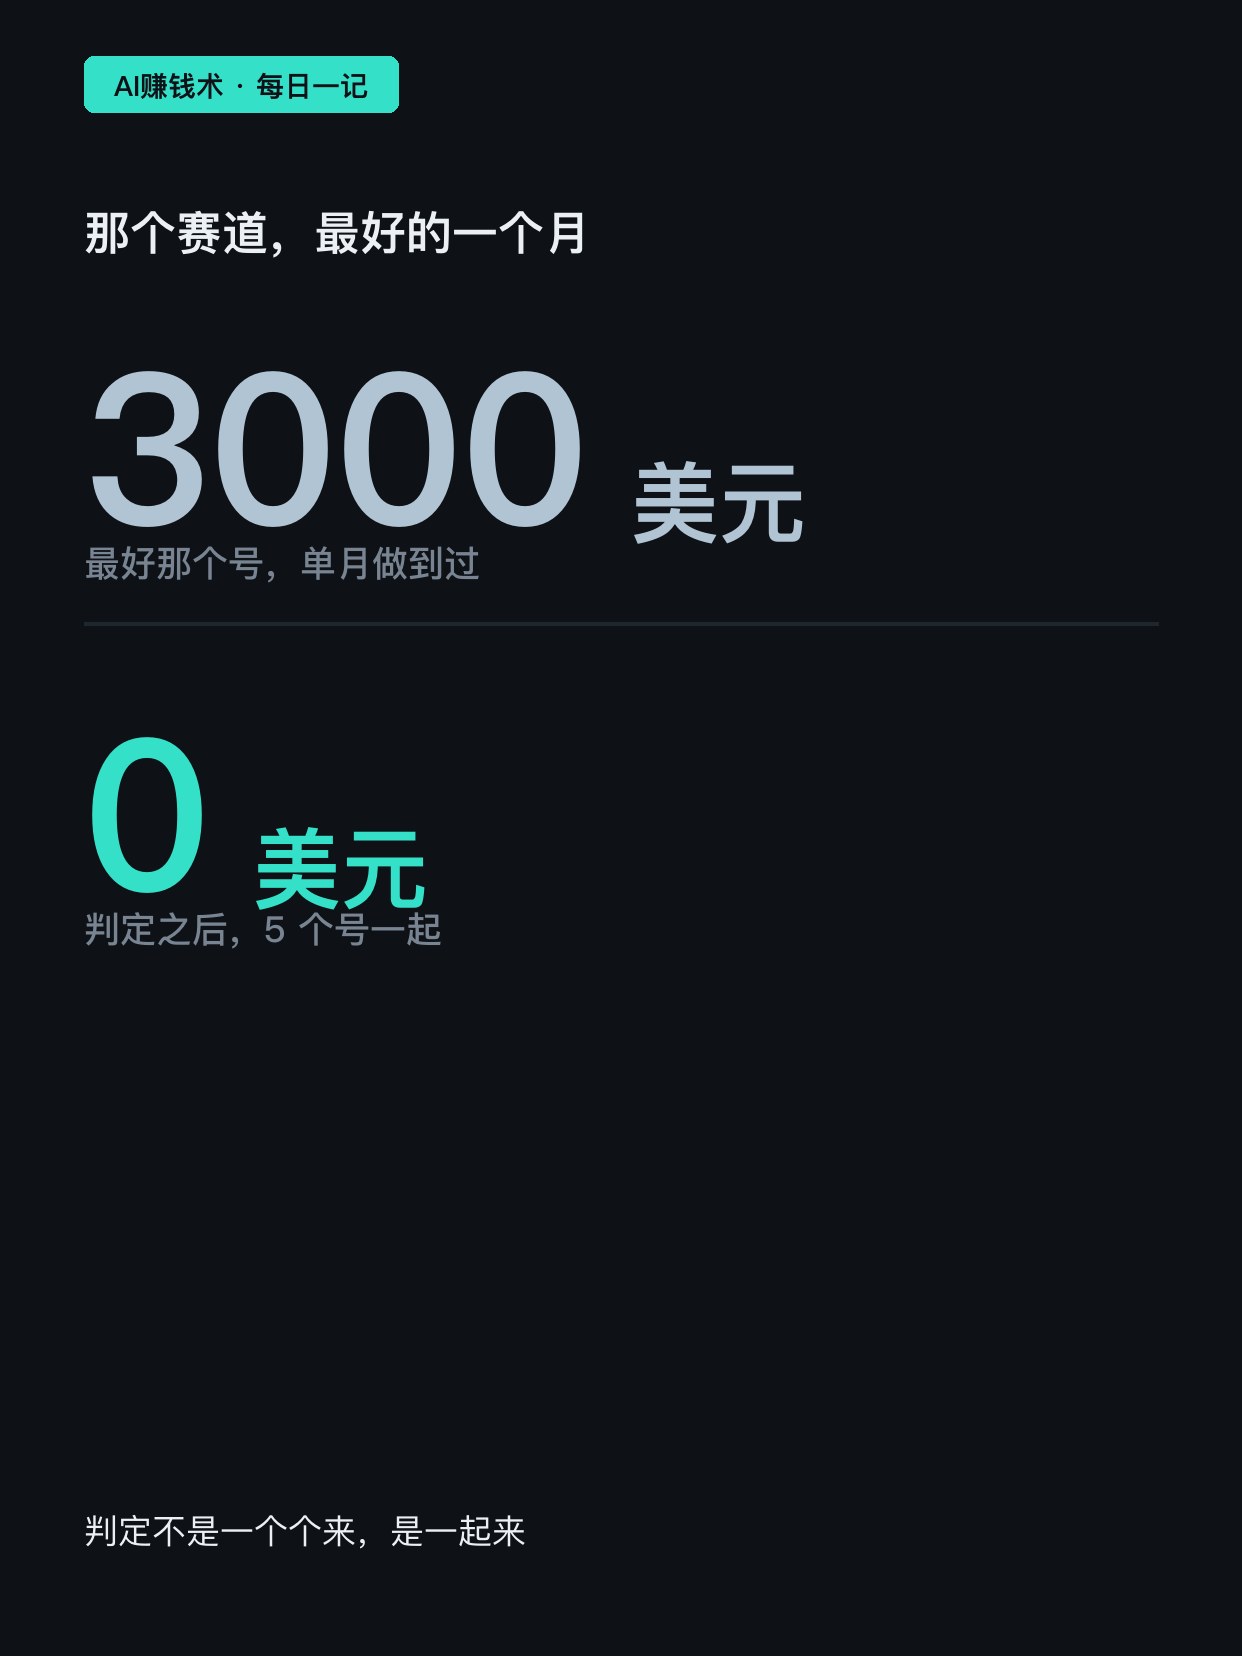 AI赚钱术 · 每日一记
那个赛道，最好的一个月
3000 美元
最好那个号，单月做到过
0 美元
判定之后，5 个号一起
判定不是一个个来，是一起来